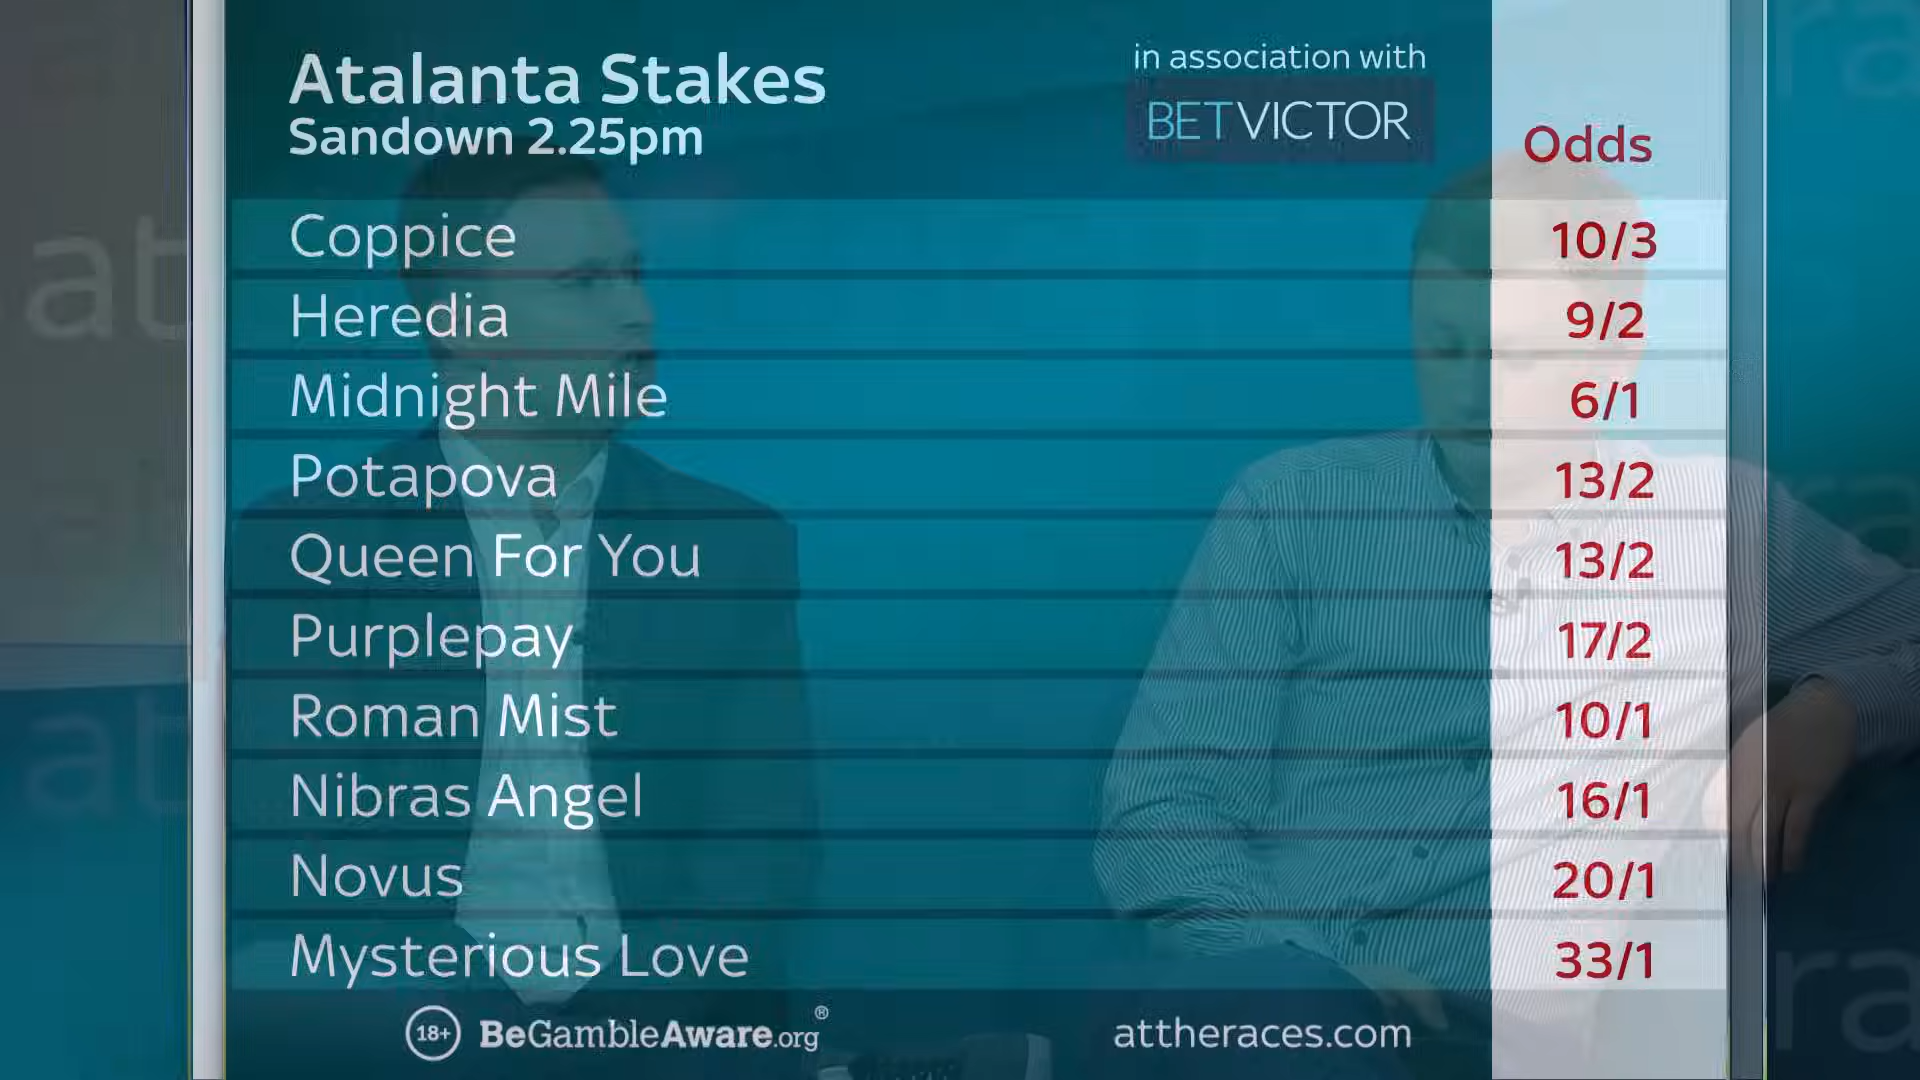 Atalanta Stakes
Sandown 2.25pm
in association with
BETVICTOR
Odds
Coppice 10/3
Heredia 9/2
Midnight Mile 6/1
Potapova 13/2
Queen For You 13/2
Purplepay 17/2
Roman Mist 10/1
Nibras Angel 16/1
Novus 20/1
Mysterious Love 33/1
18+ BeGambleAware.org®
attheraces.com